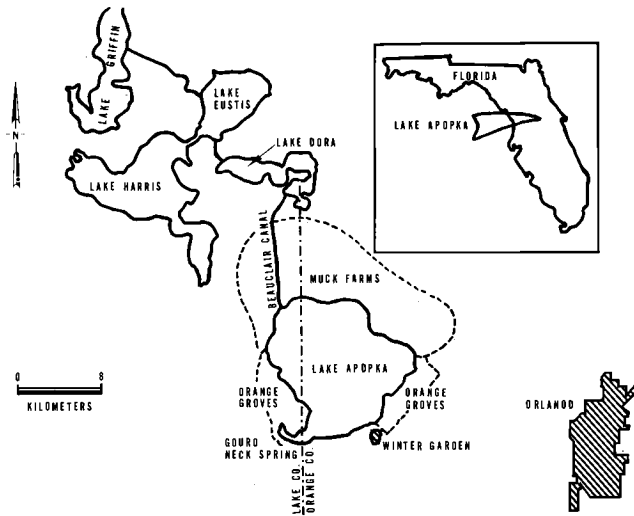 LAKE GRIFFIN
LAKE
EUSTIS
FLORIDA
LAKE APOPKA
N
LAKE DORA
LAKE HARRIS
BEAUCLAIR CANAL
MUCK FARMS
0 8
KILOMETERS
LAKE APOPKA
ORANGE
GROVES
ORANGE
GROVES
ORLANOD
GOURD
NECK SPRING
WINTER GARDEN
LAKE CO.
ORANGE CO.